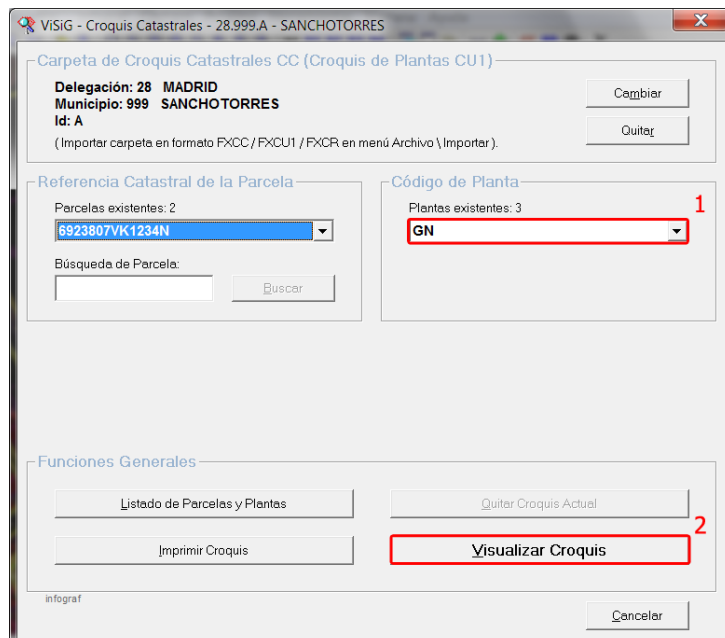 ViSiG - Croquis Catastrales - 28.999.A - SANCHOTORRES
Carpeta de Croquis Catastrales CC (Croquis de Plantas CU1)
Delegación: 28 MADRID
Municipio: 999 SANCHOTORRES
Id: A
( Importar carpeta en formato FXCC / FXCU1 / FXCR en menú Archivo \ Importar ).
Cambiar
Quitar
Referencia Catastral de la Parcela
Parcelas existentes: 2
6923807VK1234N
Búsqueda de Parcela:
Buscar
Código de Planta
Plantas existentes: 3
1
GN
Funciones Generales
Listado de Parcelas y Plantas
Quitar Croquis Actual
2
Imprimir Croquis
Visualizar Croquis
infograf
Cancelar